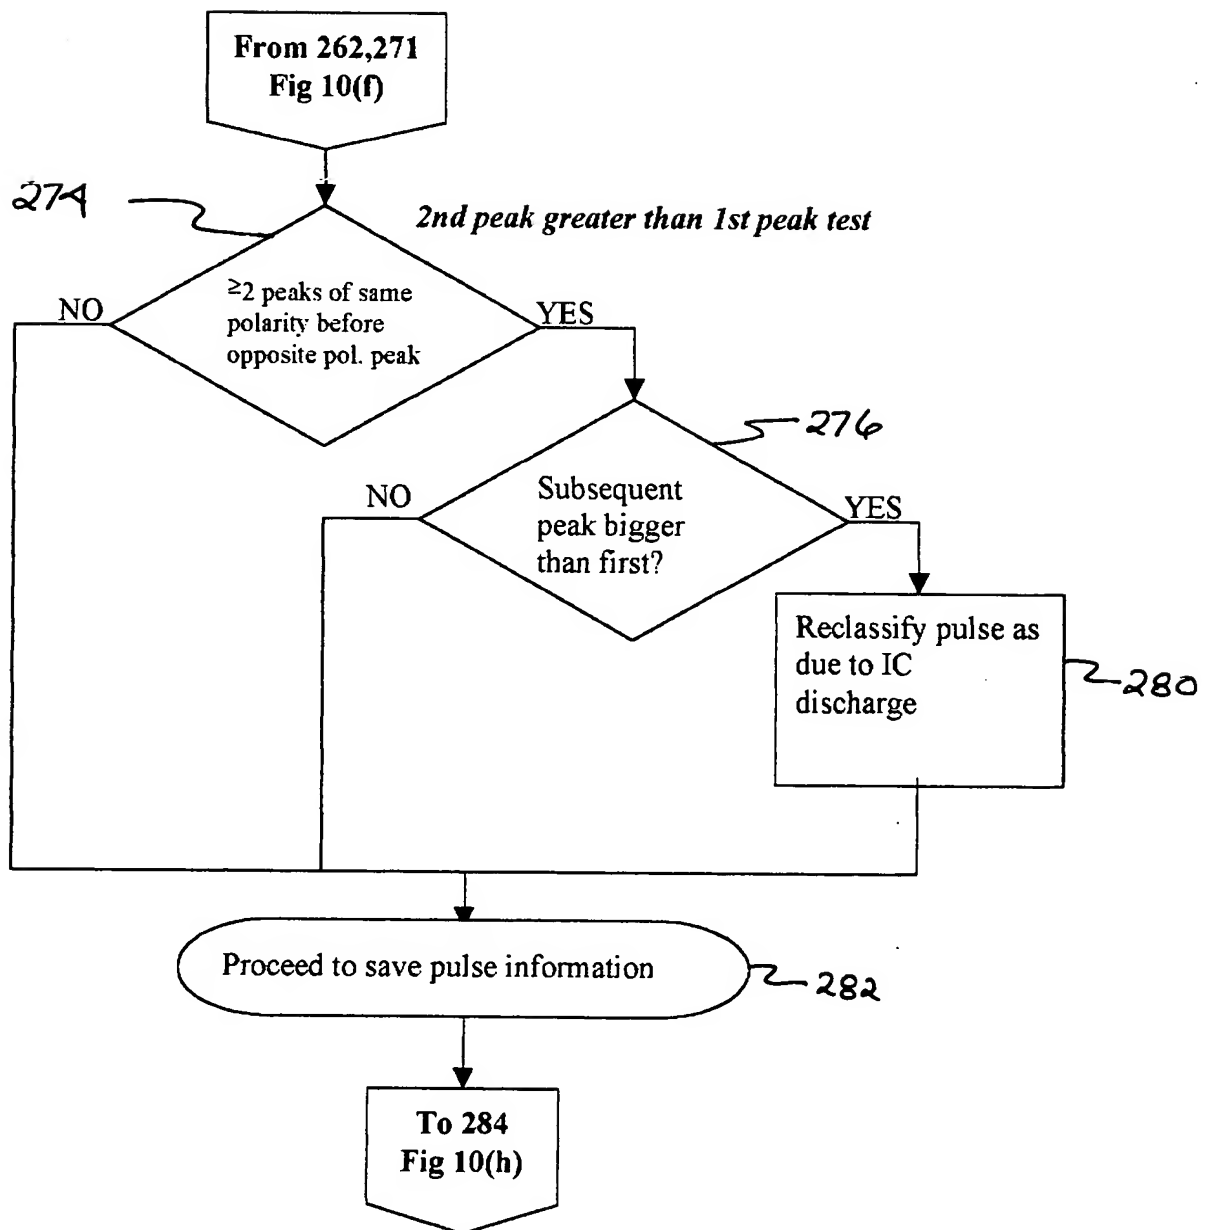 From 262,271
Fig 10(f)
274
2nd peak greater than 1st peak test
≥2 peaks of same
polarity before
opposite pol. peak
NO
YES
276
Subsequent
peak bigger
than first?
NO
YES
Reclassify pulse as
due to IC
discharge
280
Proceed to save pulse information
282
To 284
Fig 10(h)